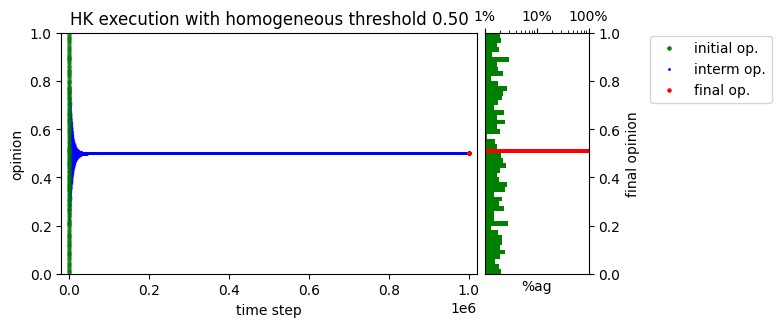 HK execution with homogeneous threshold 0.50
1% 10% 100%
1.0 1.0
0.8 0.8
0.6 0.6
0.4 0.4
0.2 0.2
0.0 0.0
opinion
final opinion
0.0 0.2 0.4 0.6 0.8 1.0
1e6
time step
%ag
initial op.
interm op.
final op.